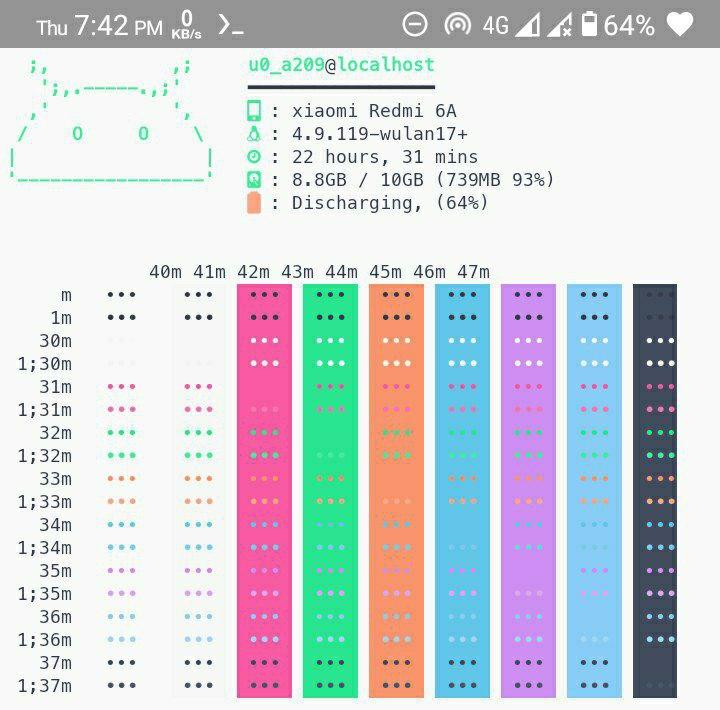 Thu 7:42 PM 0 KB/s 4G 64%
u0_a209@localhost
: xiaomi Redmi 6A
: 4.9.119-wulan17+
: 22 hours, 31 mins
: 8.8GB / 10GB (739MB 93%)
: Discharging, (64%)
40m 41m 42m 43m 44m 45m 46m 47m
m
1m
30m
1;30m
31m
1;31m
32m
1;32m
33m
1;33m
34m
1;34m
35m
1;35m
36m
1;36m
37m
1;37m